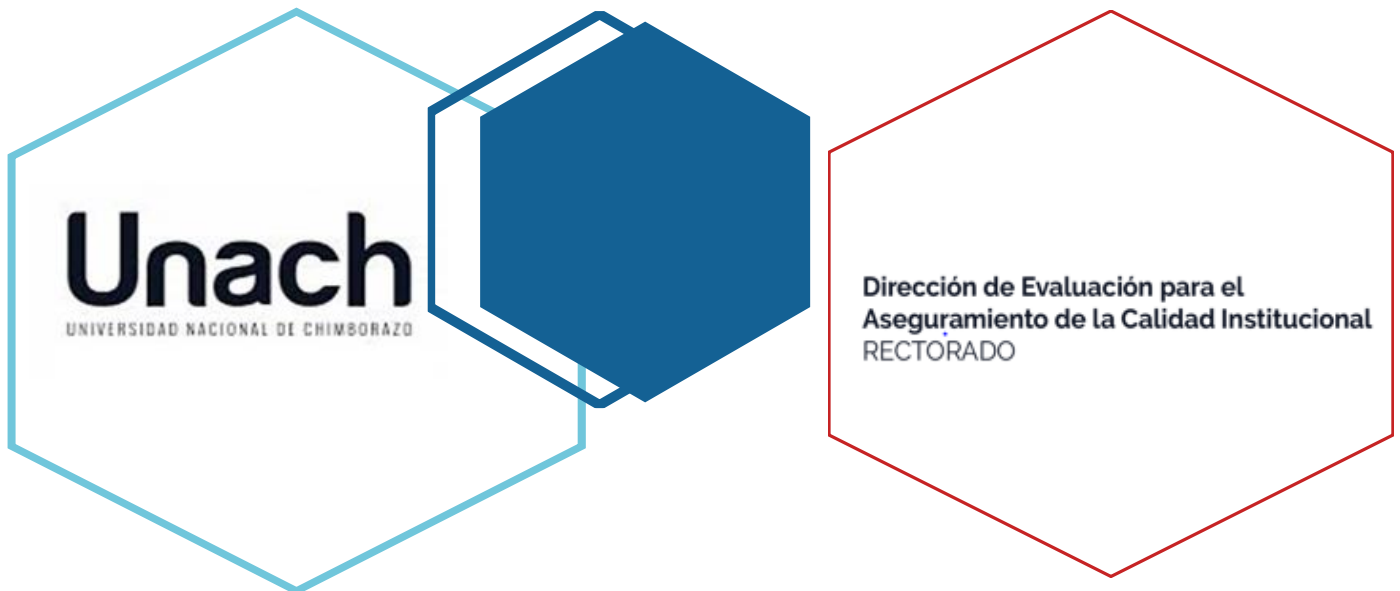 Unach
UNIVERSIDAD NACIONAL DE CHIMBORAZO
Dirección de Evaluación para el
Aseguramiento de la Calidad Institucional
RECTORADO